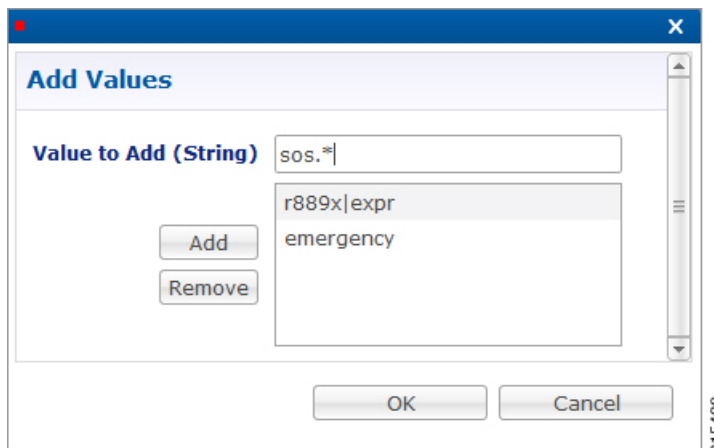 Add Values
Value to Add (String) sos.*
r889x|expr
Add emergency
Remove
OK Cancel